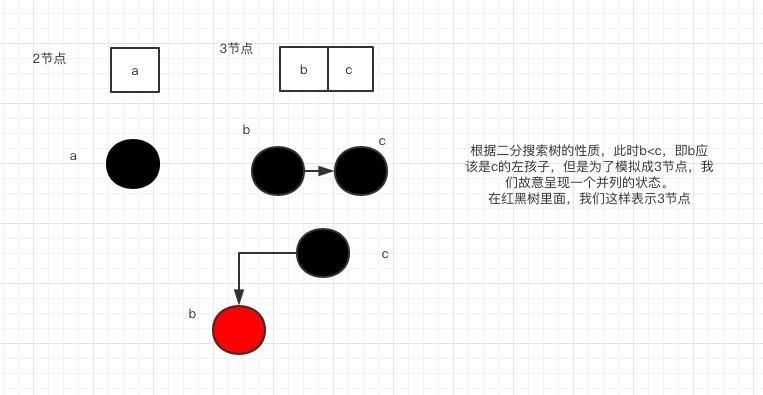 2节点
3节点
a
b
c
b
c
a
根据二分搜索树的性质，此时b<c，即b应
该是c的左孩子，但是为了模拟成3节点，我
们故意呈现一个并列的状态。
在红黑树里面，我们这样表示3节点
c
b